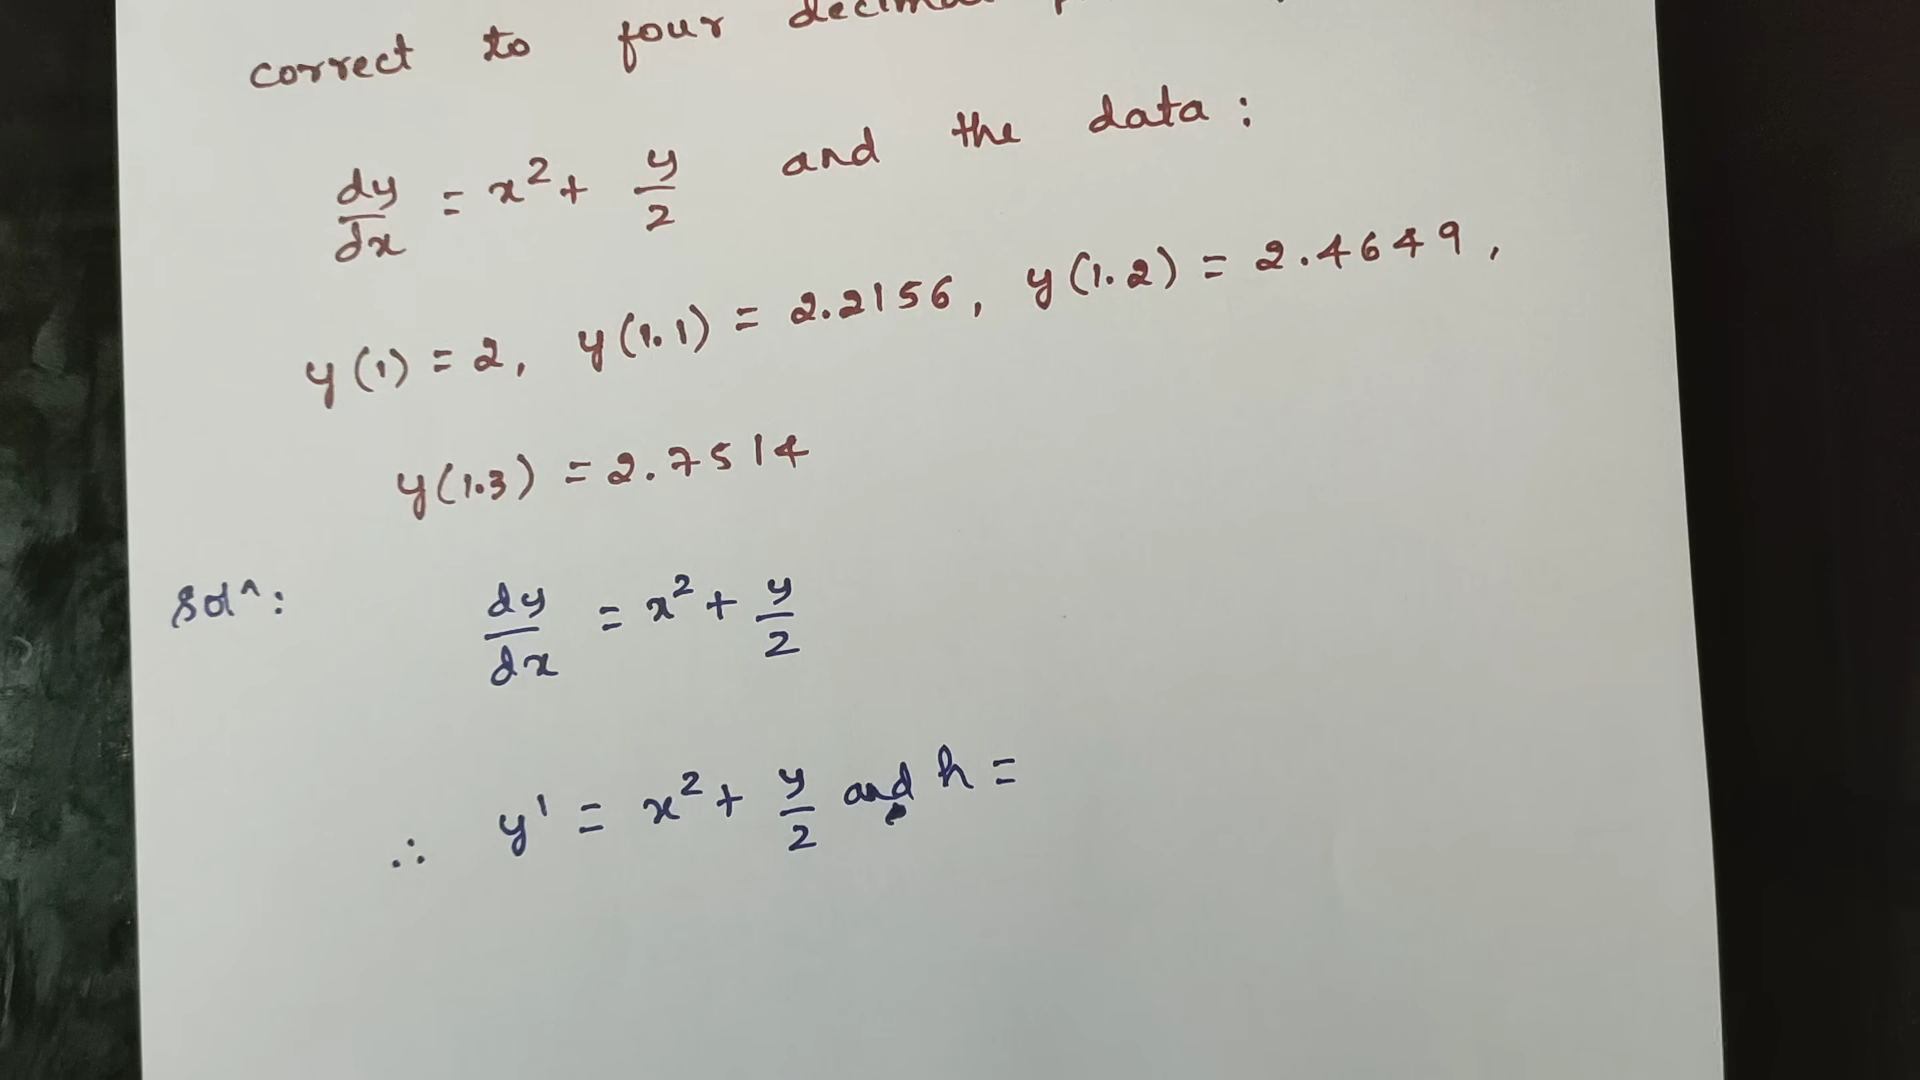 correct to four
dy/dx = x² + y/2 and the data :
y(1) = 2, y(1.1) = 2.2156, y(1.2) = 2.4649,
y(1.3) = 2.7514
Solⁿ: dy/dx = x² + y/2
∴ y' = x² + y/2 and h =